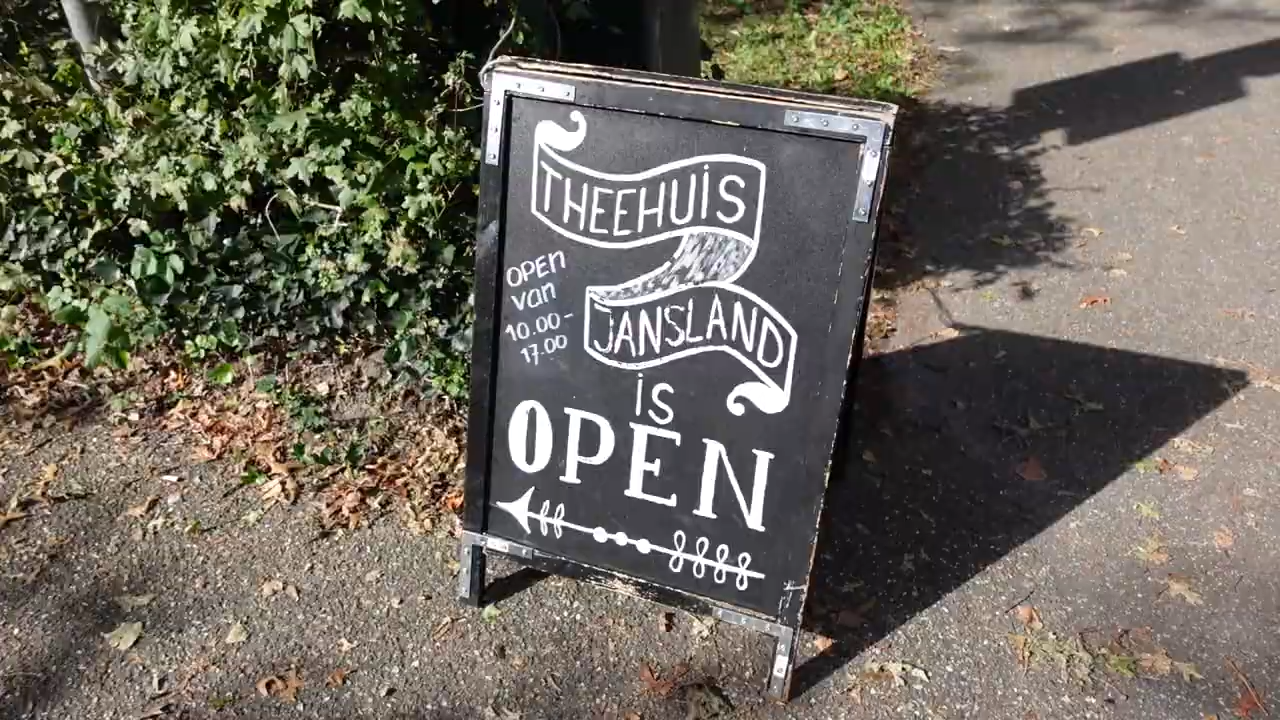 THEEHUIS
OPEN
van
10.00-
17.00
JANSLAND
is
OPEN